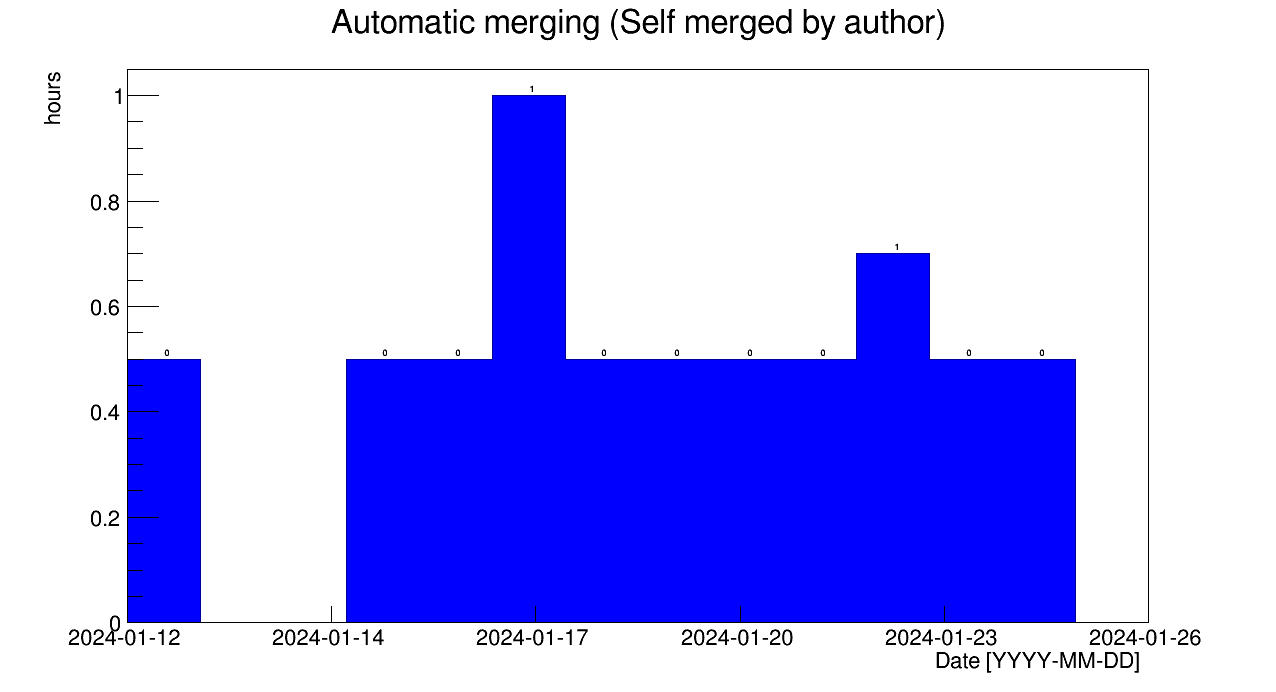 Automatic merging (Self merged by author)
hours
1
0.8
0.6
0.4
0.2
0
0 0 0 1 0 0 0 0 1 0 0
2024-01-12 2024-01-14 2024-01-17 2024-01-20 2024-01-23 2024-01-26
Date [YYYY-MM-DD]